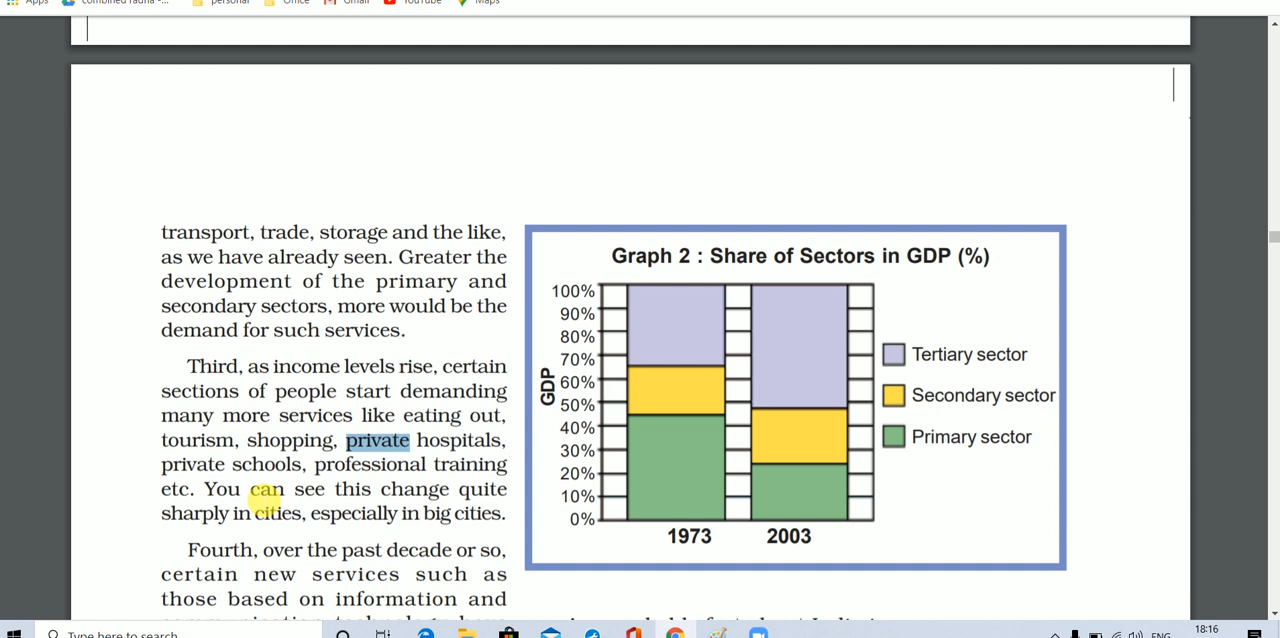 Apps combined radha -... personal Office Gmail YouTube Maps
transport, trade, storage and the like,
as we have already seen. Greater the
development of the primary and
secondary sectors, more would be the
demand for such services.
Third, as income levels rise, certain
sections of people start demanding
many more services like eating out,
tourism, shopping, private hospitals,
private schools, professional training
etc. You can see this change quite
sharply in cities, especially in big cities.
Fourth, over the past decade or so,
certain new services such as
those based on information and
Graph 2 : Share of Sectors in GDP (%)
100%
90%
80%
70%
60%
50%
40%
30%
20%
10%
0%
GDP
1973 2003
Tertiary sector
Secondary sector
Primary sector
Type here to search
ENG
18:16